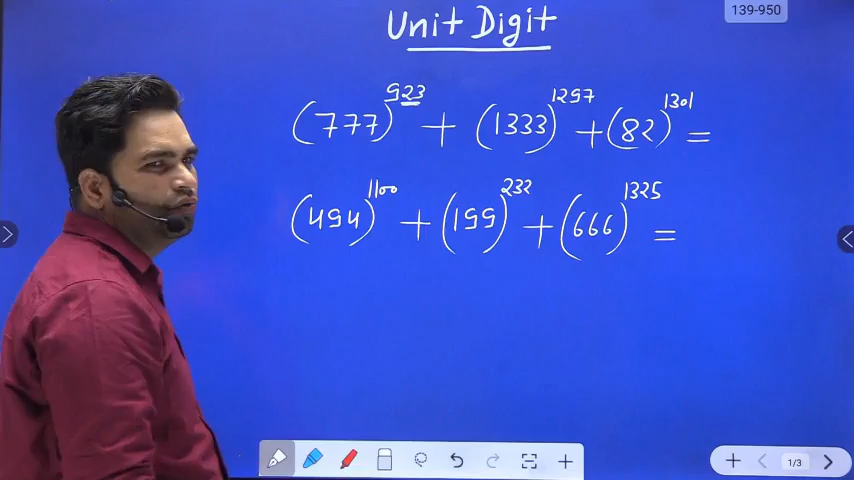 139-950
Unit Digit
(777)^923 + (1333)^1297 + (82)^1301 =
(494)^1100 + (199)^232 + (666)^1325 =
1/3